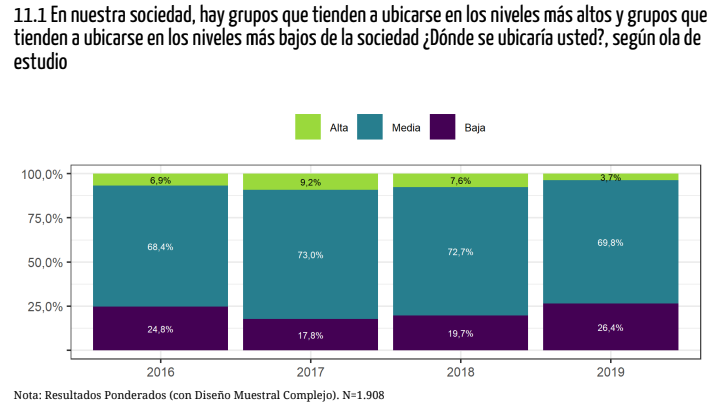 11.1 En nuestra sociedad, hay grupos que tienden a ubicarse en los niveles más altos y grupos que
tienden a ubicarse en los niveles más bajos de la sociedad ¿Dónde se ubicaría usted?, según ola de
estudio
Alta Media Baja
100,0%
75,0%
50,0%
25,0%
6,9% 9,2% 7,6% 3,7%
68,4% 73,0% 72,7% 69,8%
24,8% 17,8% 19,7% 26,4%
2016 2017 2018 2019
Nota: Resultados Ponderados (con Diseño Muestral Complejo). N=1.908